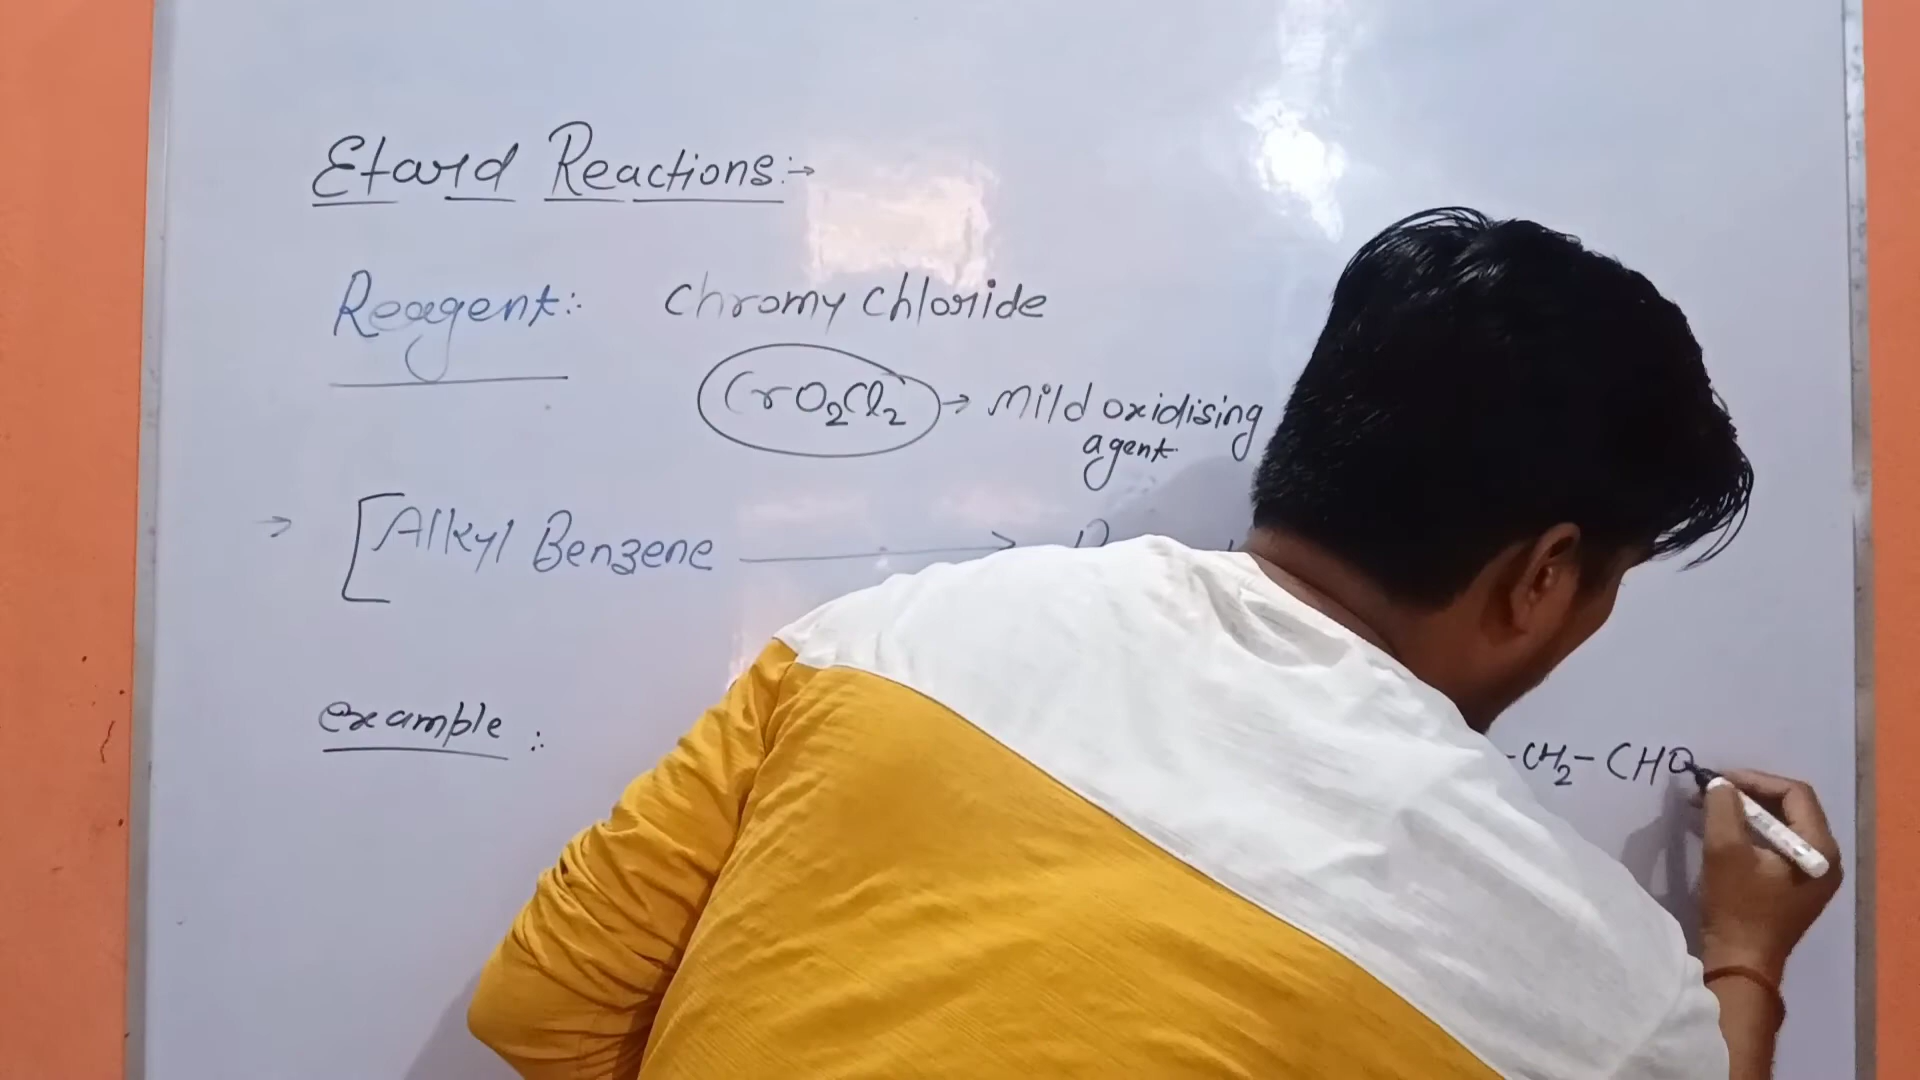 Etard Reactions:→
Reagent:- Chromy Chloride
CrO₂Cl₂ → Mild oxidising
agent
→ [Alkyl Benzene ⟶
example :
-CH₂-CHO